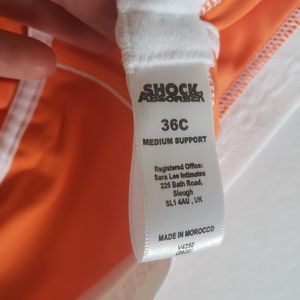 SHOCK
ABSORBER
36C
MEDIUM SUPPORT
Registered Office:
Sara Lee Intimates
225 Bath Road,
Slough
SL1 4AU , UK
MADE IN MOROCCO
V4250